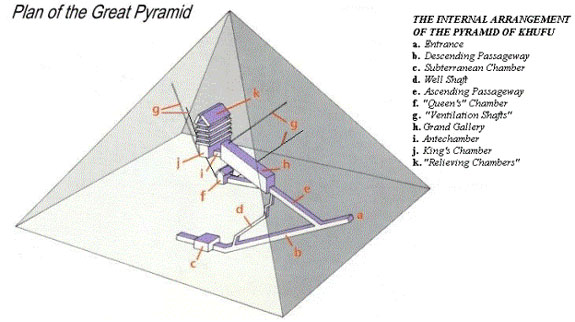 Plan of the Great Pyramid
THE INTERNAL ARRANGEMENT
OF THE PYRAMID OF KHUFU
a. Entrance
b. Descending Passageway
c. Subterranean Chamber
d. Well Shaft
e. Ascending Passageway
f. "Queen's" Chamber
g. "Ventilation Shafts"
h. Grand Gallery
i. Antechamber
j. King's Chamber
k. "Relieving Chambers"
g
k
g
j
i
h
f
e
d
a
b
c